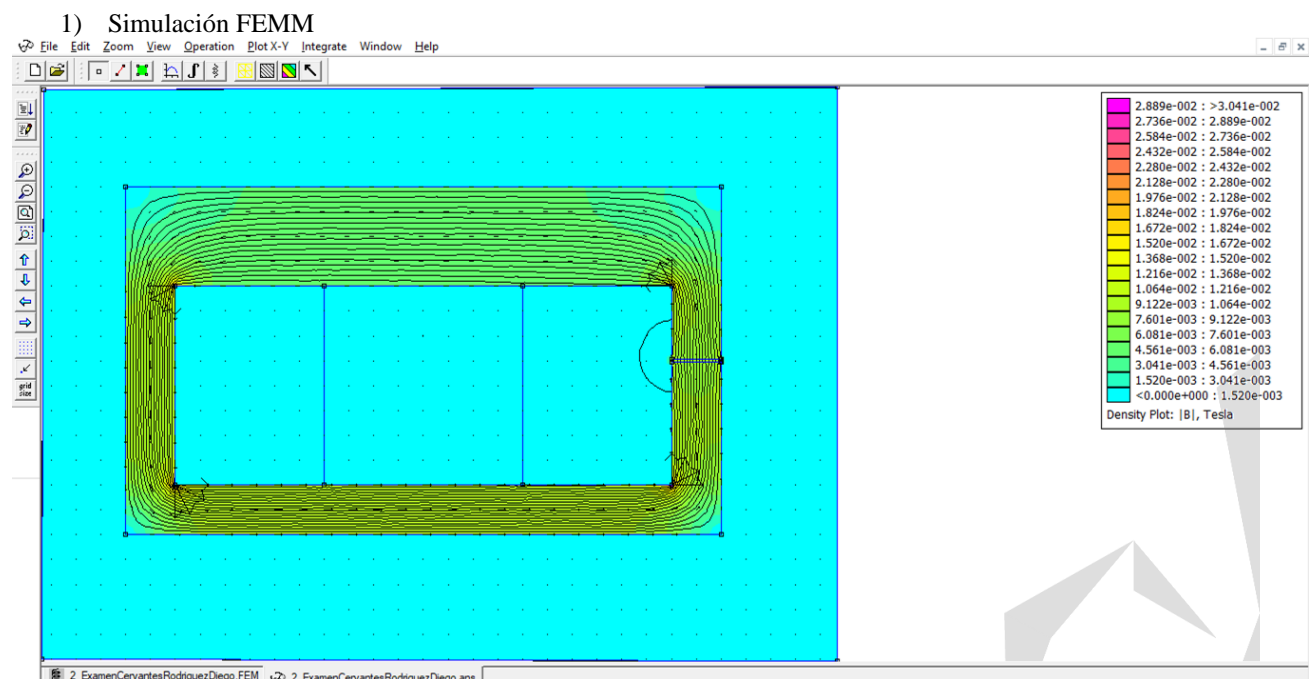 1) Simulación FEMM
File Edit Zoom View Operation Plot X-Y Integrate Window Help
grid
size
2.889e-002 : >3.041e-002
2.736e-002 : 2.889e-002
2.584e-002 : 2.736e-002
2.432e-002 : 2.584e-002
2.280e-002 : 2.432e-002
2.128e-002 : 2.280e-002
1.976e-002 : 2.128e-002
1.824e-002 : 1.976e-002
1.672e-002 : 1.824e-002
1.520e-002 : 1.672e-002
1.368e-002 : 1.520e-002
1.216e-002 : 1.368e-002
1.064e-002 : 1.216e-002
9.122e-003 : 1.064e-002
7.601e-003 : 9.122e-003
6.081e-003 : 7.601e-003
4.561e-003 : 6.081e-003
3.041e-003 : 4.561e-003
1.520e-003 : 3.041e-003
<0.000e+000 : 1.520e-003
Density Plot: |B|, Tesla
2_ExamenCervantesRodriguezDiego.FEM 2_ExamenCervantesRodriguezDiego.ans